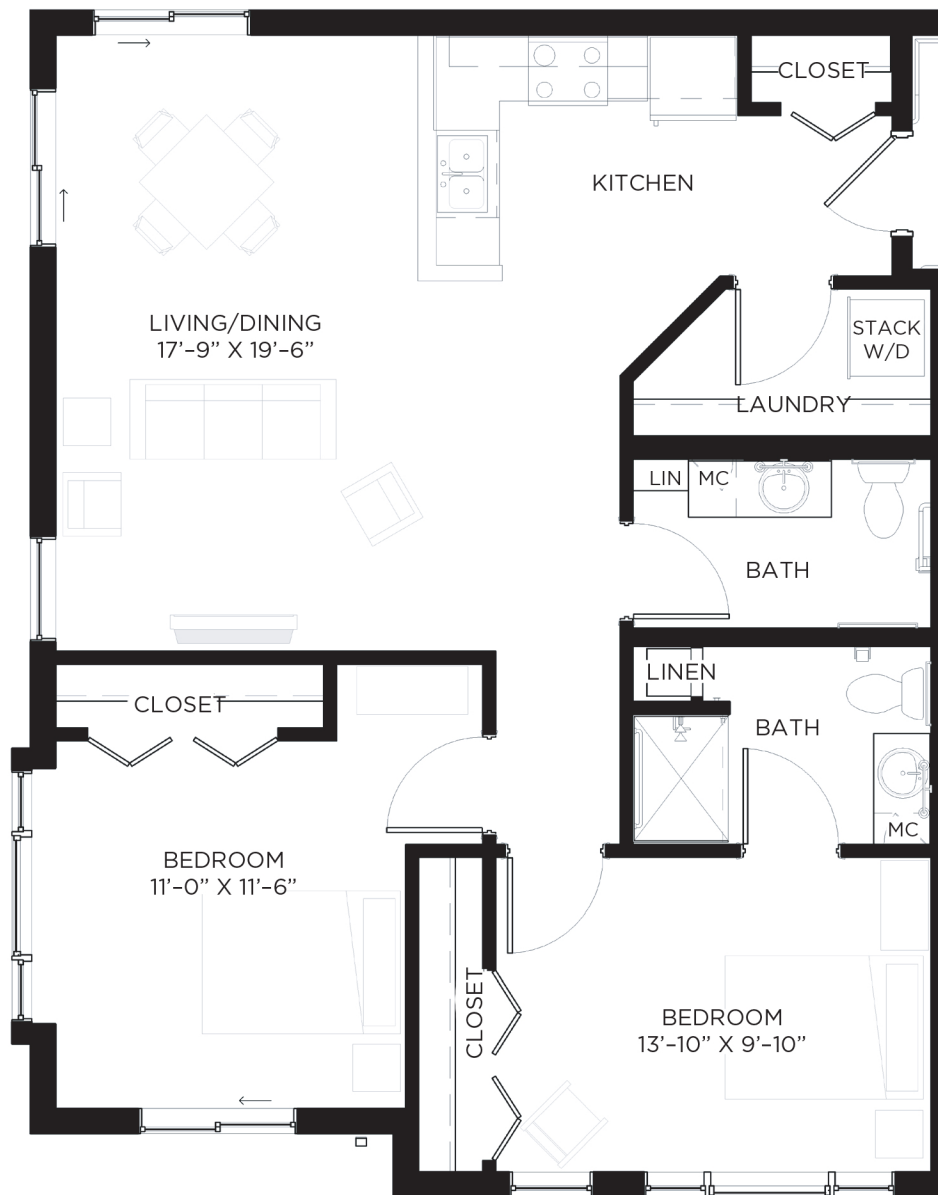 CLOSET
KITCHEN
LIVING/DINING
17’–9” X 19’–6”
STACK
W/D
LAUNDRY
LIN
MC
BATH
LINEN
CLOSET
BATH
MC
BEDROOM
11’–0” X 11’–6”
CLOSET
BEDROOM
13’–10” X 9’–10”